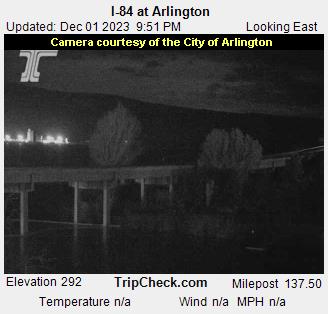 I-84 at Arlington
Updated: Dec 01 2023 9:51 PM Looking East
Camera courtesy of the City of Arlington
Elevation 292 TripCheck.com Milepost 137.50
Temperature n/a Wind n/a MPH n/a